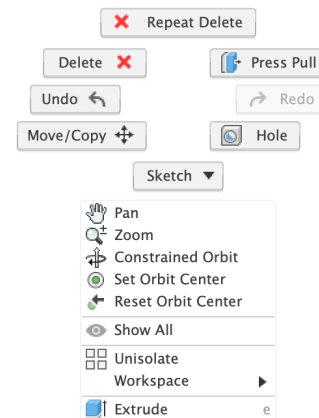 Repeat Delete
Delete Press Pull
Undo Redo
Move/Copy Hole
Sketch
Pan
Zoom
Constrained Orbit
Set Orbit Center
Reset Orbit Center
Show All
Unisolate
Workspace
Extrude e